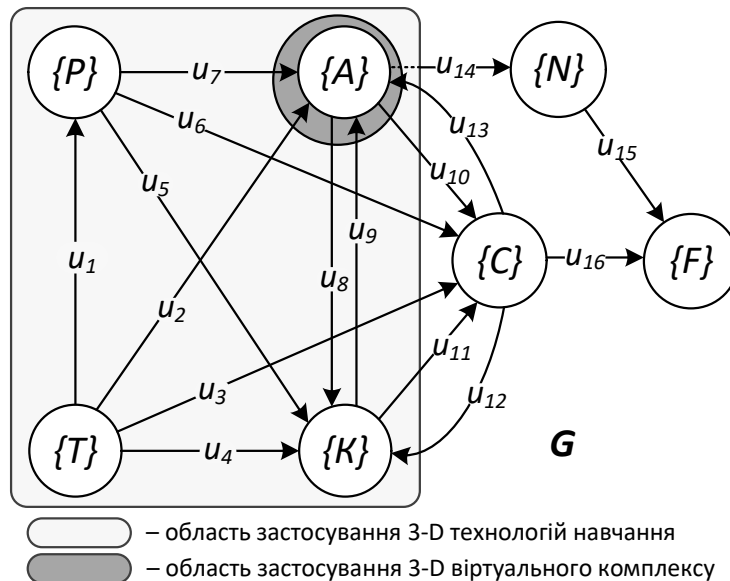 {P}
u7
{A}
u14
{N}
u6
u13
u15
u5
u10
u1
u9
{C}
u16
{F}
u8
u2
u11
u3
u12
{T}
u4
{К}
G
– область застосування 3-D технологій навчання
– область застосування 3-D віртуального комплексу